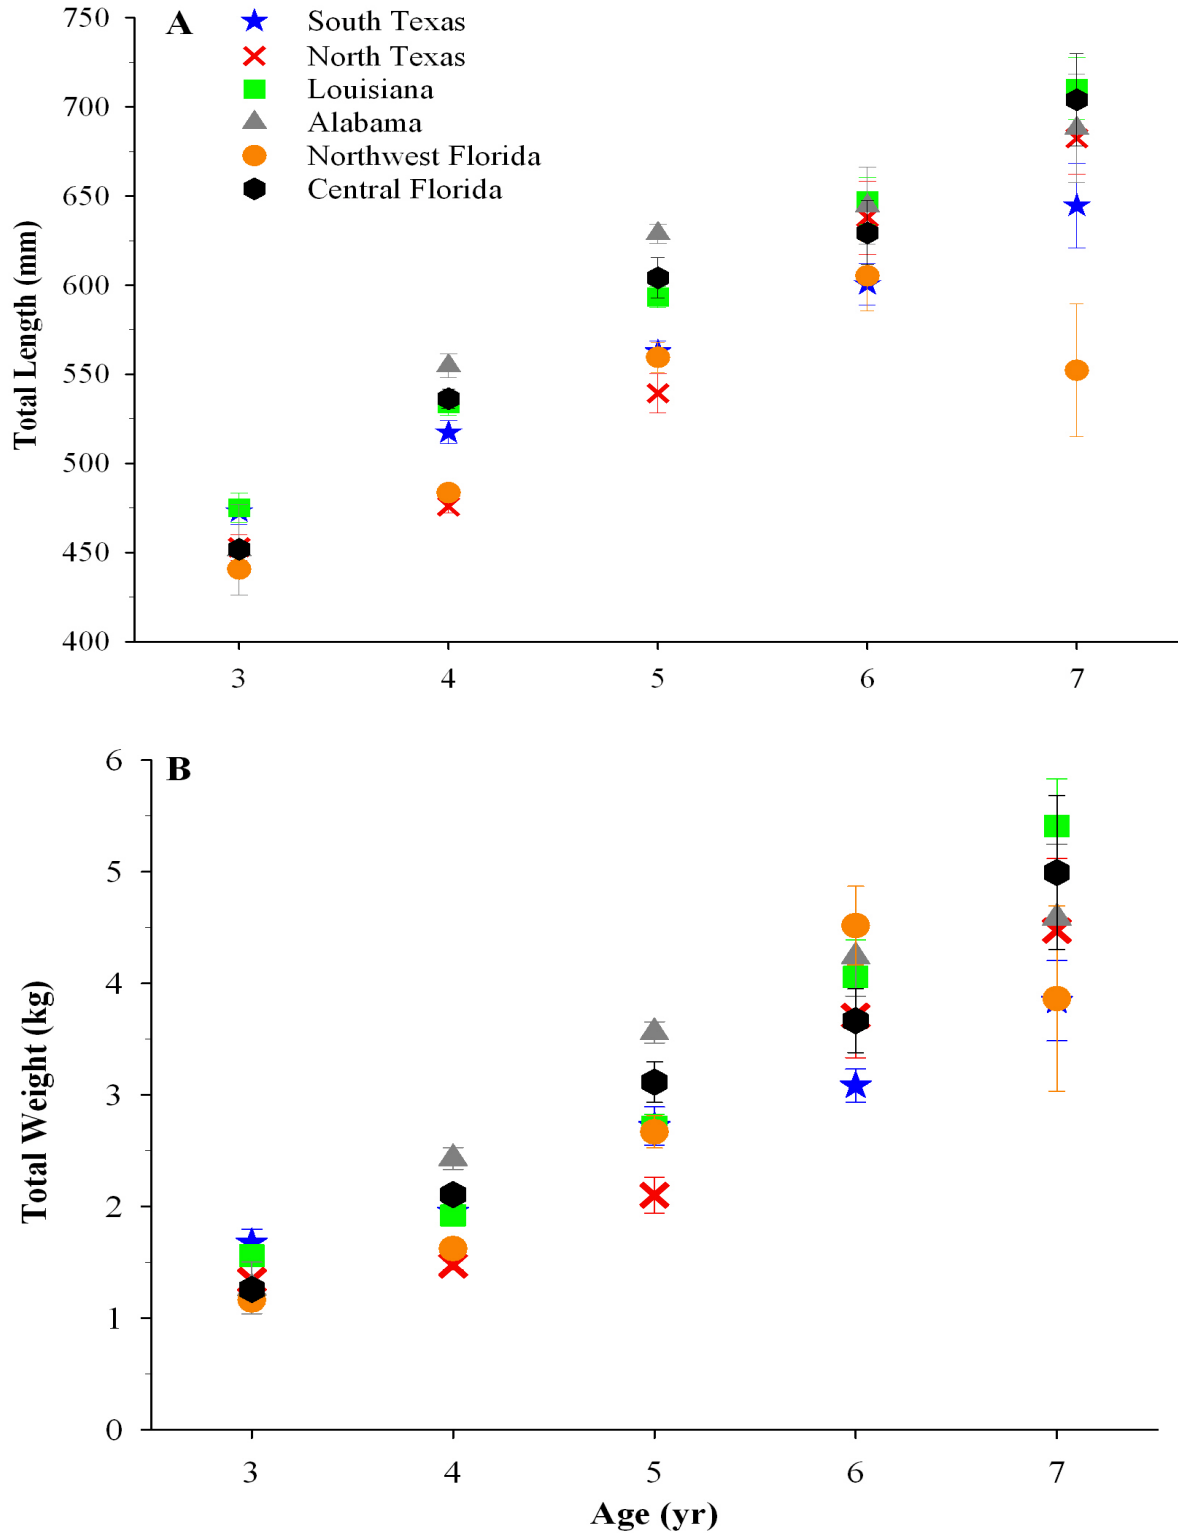 A
South Texas
North Texas
Louisiana
Alabama
Northwest Florida
Central Florida
Total Length (mm)
750
700
650
600
550
500
450
400
3 4 5 6 7
B
Total Weight (kg)
6
5
4
3
2
1
0
3 4 5 6 7
Age (yr)